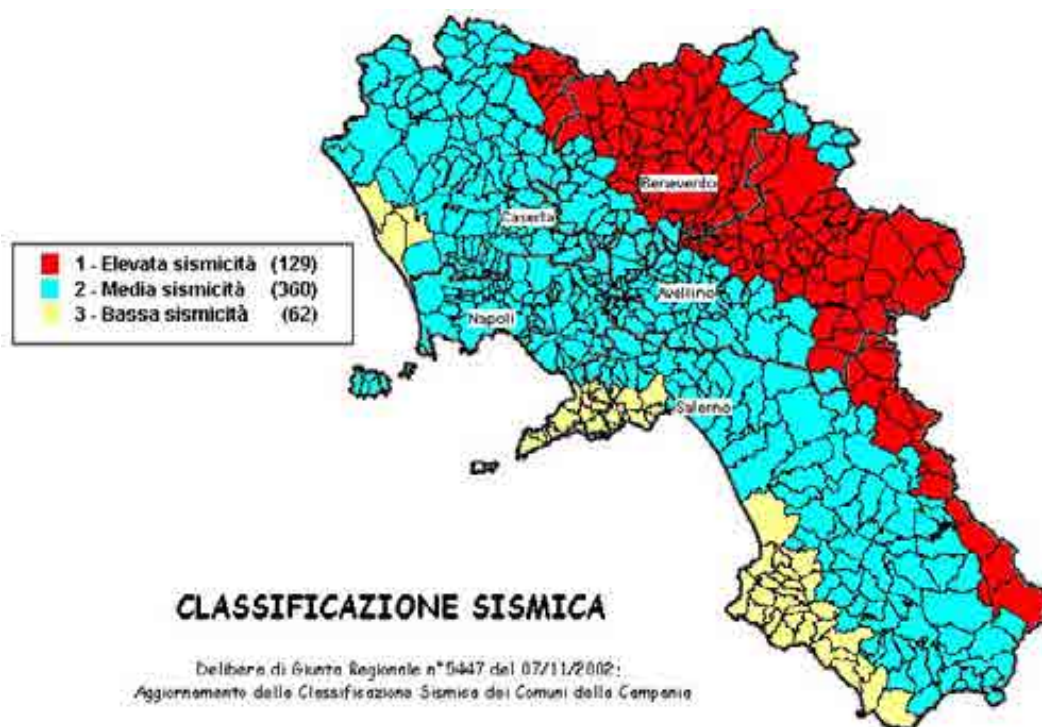 Benevento
Caserta
1 - Elevata sismicità (129)
2 - Media sismicità (360)
3 - Bassa sismicità (62)
Avellino
Napoli
Salerno
CLASSIFICAZIONE SISMICA
Delibera di Giunta Regionale n°5447 del 07/11/2002:
Aggiornamento della Classificazione Sismica dei Comuni della Campania